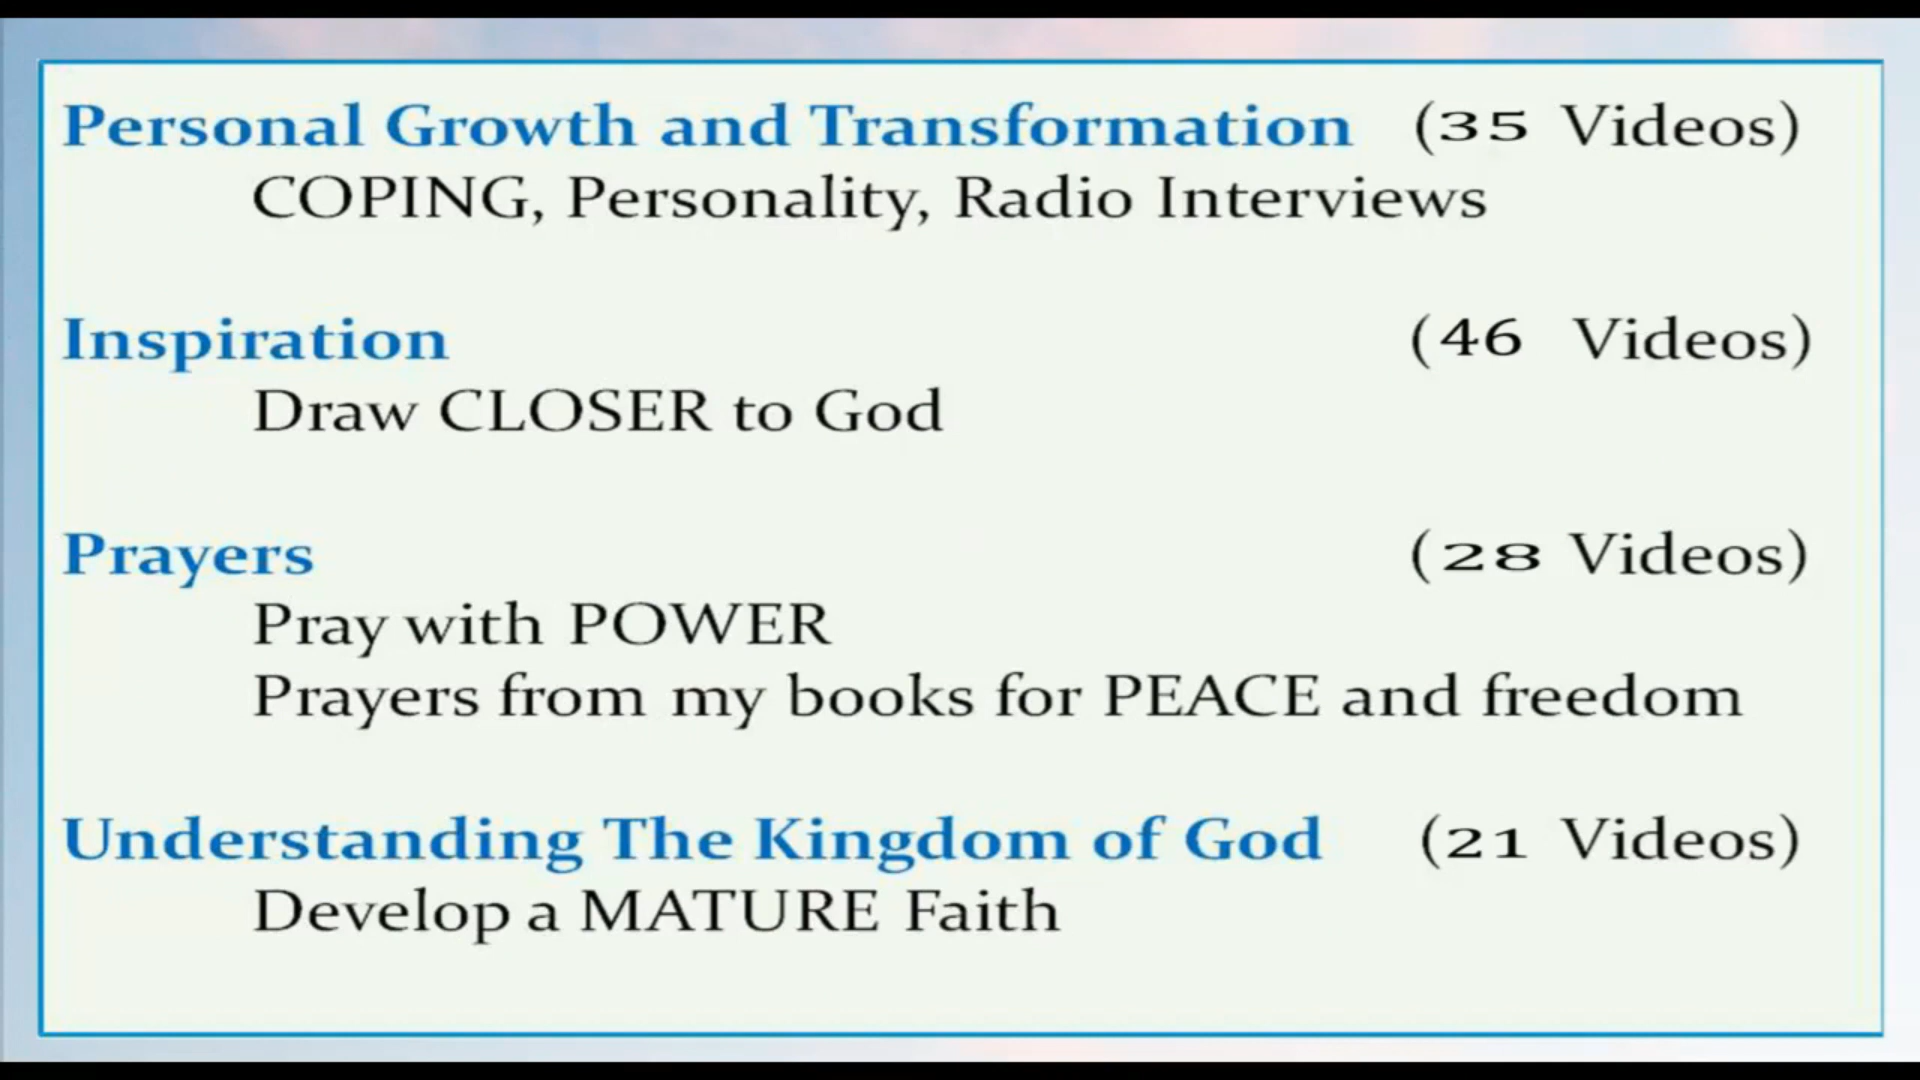 Personal Growth and Transformation (35 Videos)
COPING, Personality, Radio Interviews
Inspiration (46 Videos)
Draw CLOSER to God
Prayers (28 Videos)
Pray with POWER
Prayers from my books for PEACE and freedom
Understanding The Kingdom of God (21 Videos)
Develop a MATURE Faith